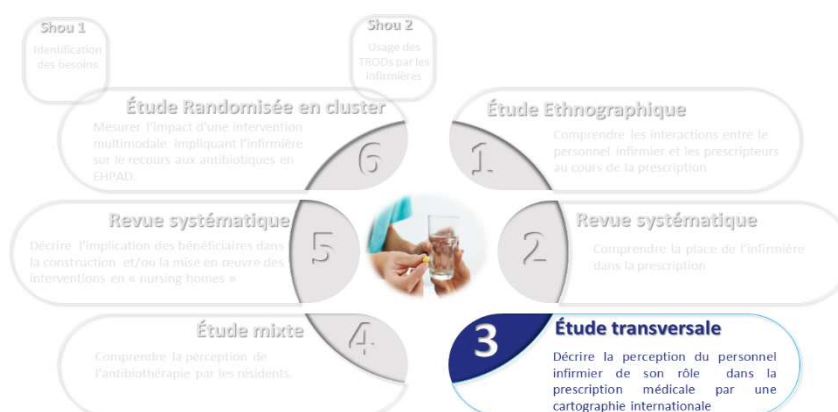 Shou 1
Identification
des besoins
Shou 2
Usage des
TRODs par les
infirmières
Étude Randomisée en cluster
Mesurer l'impact d'une intervention
multimodale impliquant l'infirmière
sur le recours aux antibiotiques en
EHPAD.
6
Étude Ethnographique
Comprendre les interactions entre le
personnel infirmier et les prescripteurs
au cours de la prescription
1
Revue systématique
Décrire l'implication des bénéficiaires dans
la construction et/ou la mise en œuvre des
interventions en « nursing homes »
5
Revue systématique
Comprendre la place de l'infirmière
dans la prescription
2
Étude mixte
Comprendre la perception de
l'antibiothérapie par les résidents.
4
3
Étude transversale
Décrire la perception du personnel
infirmier de son rôle dans la
prescription médicale par une
cartographie internationale